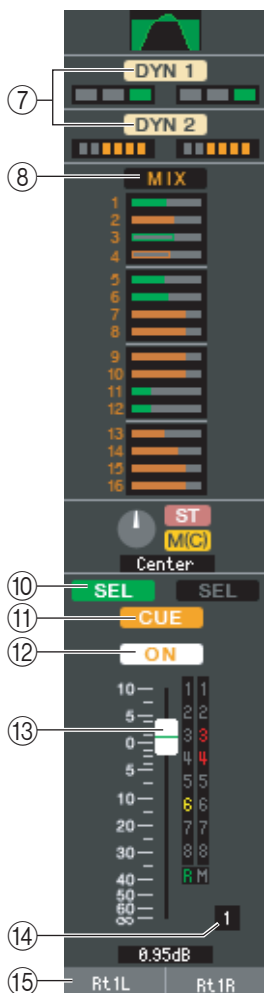 DYN 1
⑦
DYN 2
⑧ MIX
1
2
3
4
5
6
7
8
9
10
11
12
13
14
15
16
ST
M(C)
Center
⑩ SEL SEL
⑪ CUE
⑫ ON
10 1 1
5 2 2
⑬ 0 3 3
4 4
5 5 5
10 6 6
20 7 7
30 8 8
40 R M
50
60
∞
⑭ 1
0.95dB
⑮ Rt1L Rt1R